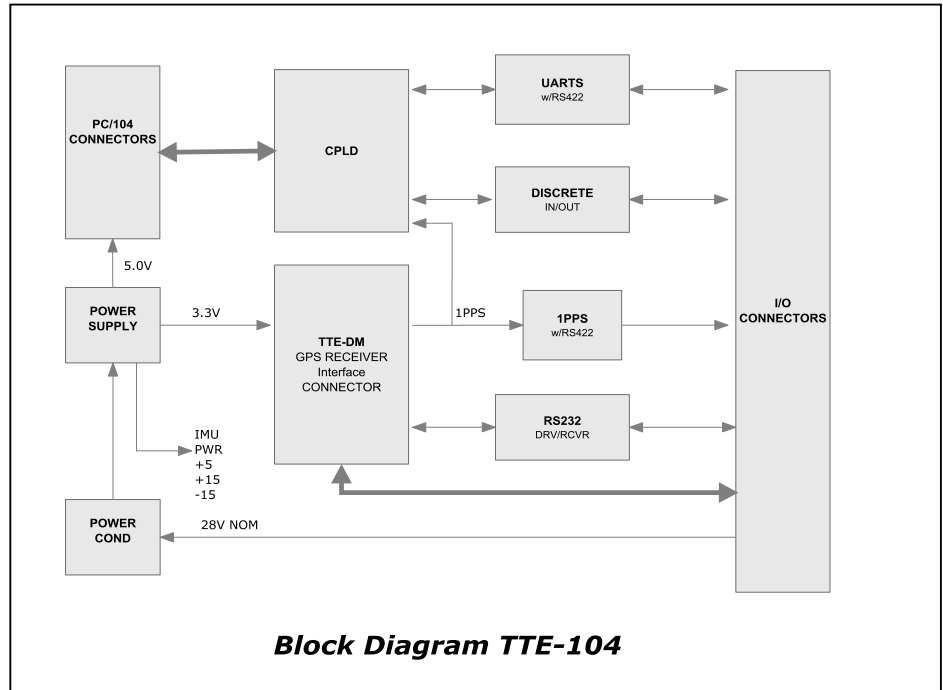 PC/104
CONNECTORS
CPLD
UARTS
w/RS422
DISCRETE
IN/OUT
I/O
CONNECTORS
5.0V
POWER
SUPPLY
3.3V
TTE-DM
GPS RECEIVER
Interface
CONNECTOR
1PPS
1PPS
w/RS422
RS232
DRV/RCVR
IMU
PWR
+5
+15
-15
POWER
COND
28V NOM
Block Diagram TTE-104